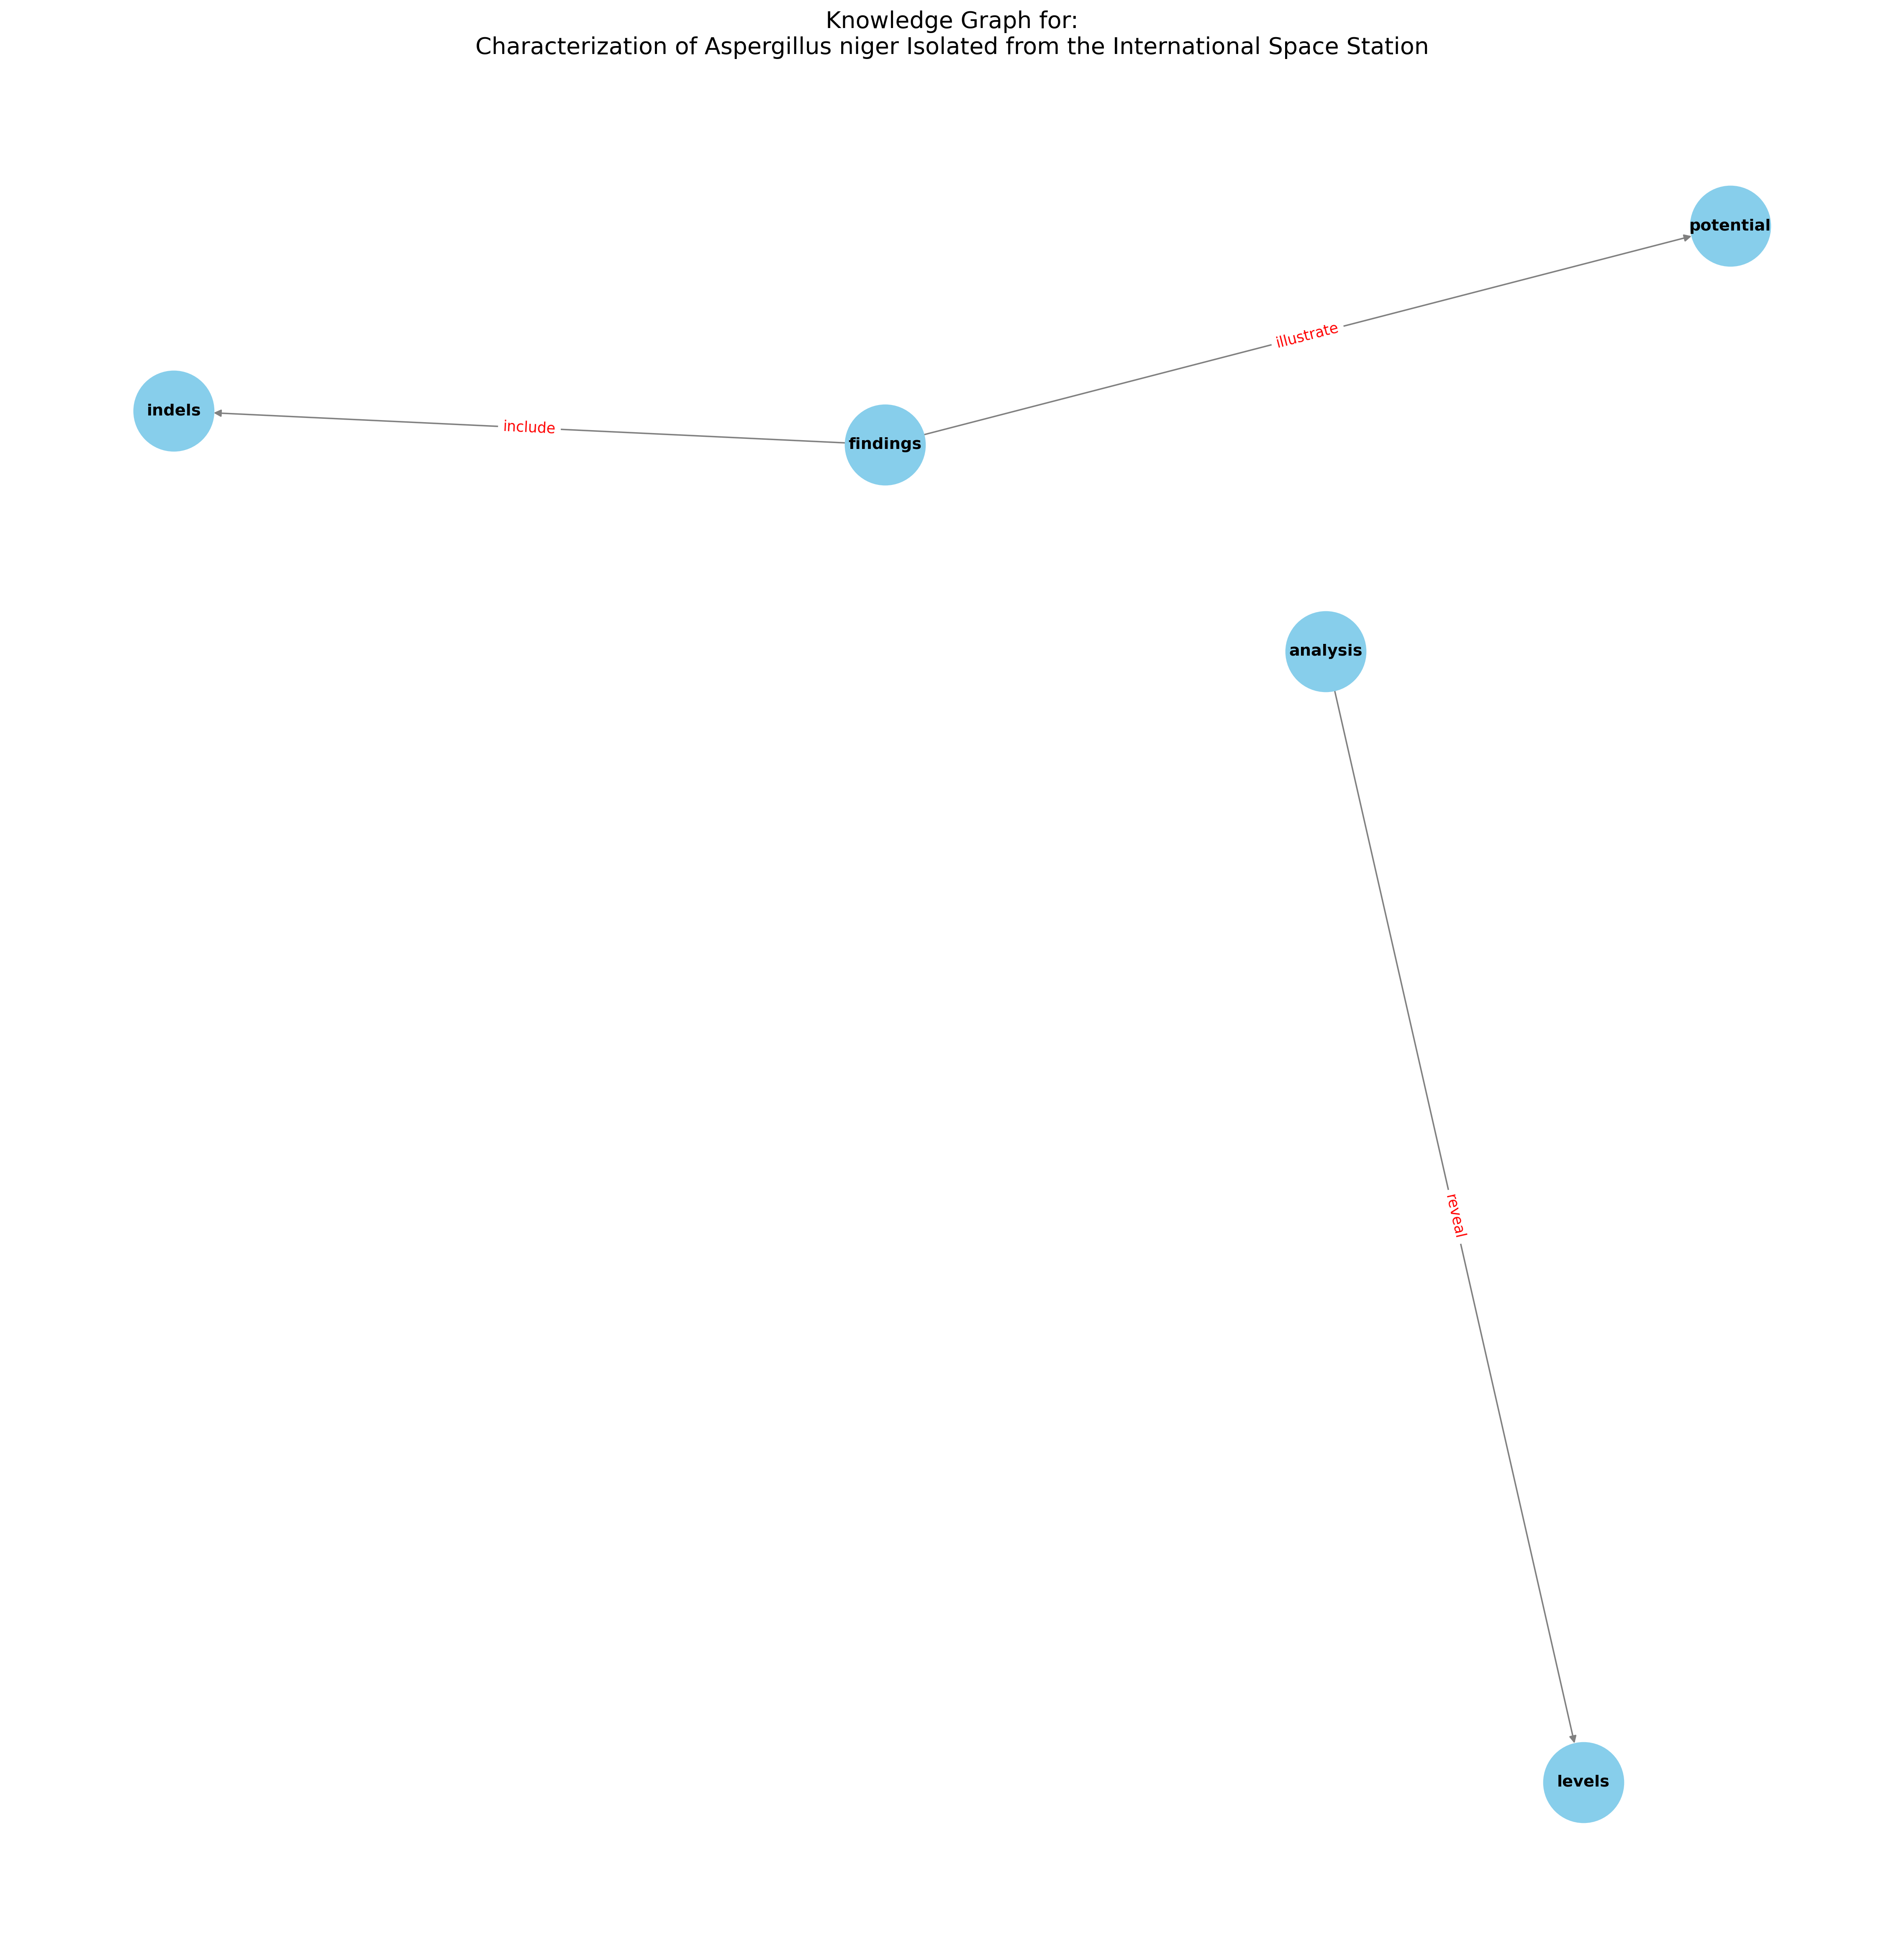 Knowledge Graph for:
Characterization of Aspergillus niger Isolated from the International Space Station
potential
illustrate
indels
include
findings
analysis
reveal
levels